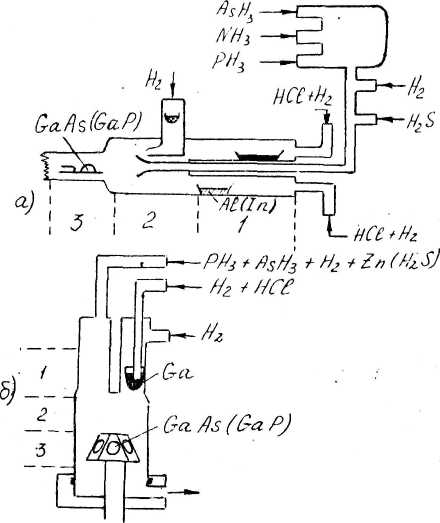 AsH₃
NH₃
PH₃
H₂
HCl+H₂
H₂
H₂S
GaAs(GaP)
а)
3
2
1
Al(In)
HCl+H₂
PH₃ + AsH₃ + H₂ + Zn(H₂S)
H₂ + HCl
H₂
1
Ga
б)
2
GaAs(GaP)
3